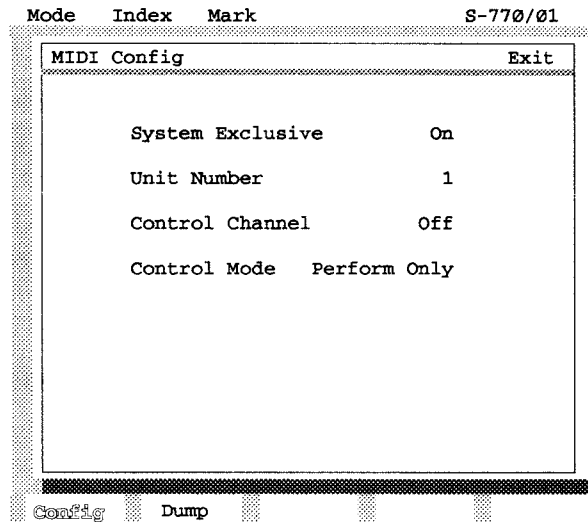 Mode Index Mark S-770/01
MIDI Config Exit
System Exclusive On
Unit Number 1
Control Channel Off
Control Mode Perform Only
Config Dump